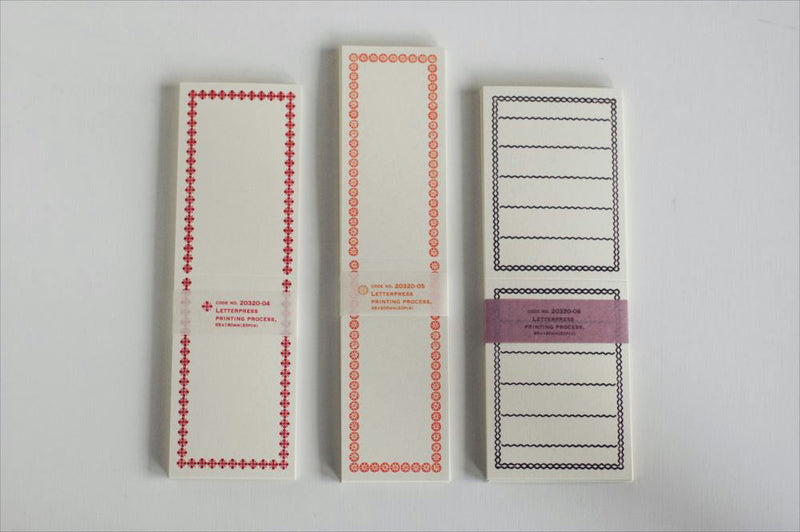 CODE NO. 20320-04
LETTERPRESS
PRINTING PROCESS,
CODE NO. 20320-05
LETTERPRESS
PRINTING PROCESS,
CODE NO. 20320-06
LETTERPRESS
PRINTING PROCESS,